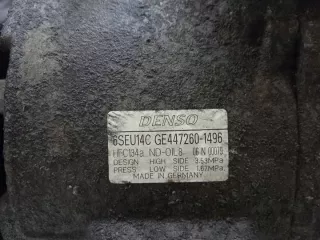 DENSO
6SEU14C GE447260-1496
HFC134a ND-OIL8
DESIGN HIGH SIDE 3.53MPa
PRESS LOW SIDE 1.67MPa
MADE IN GERMANY